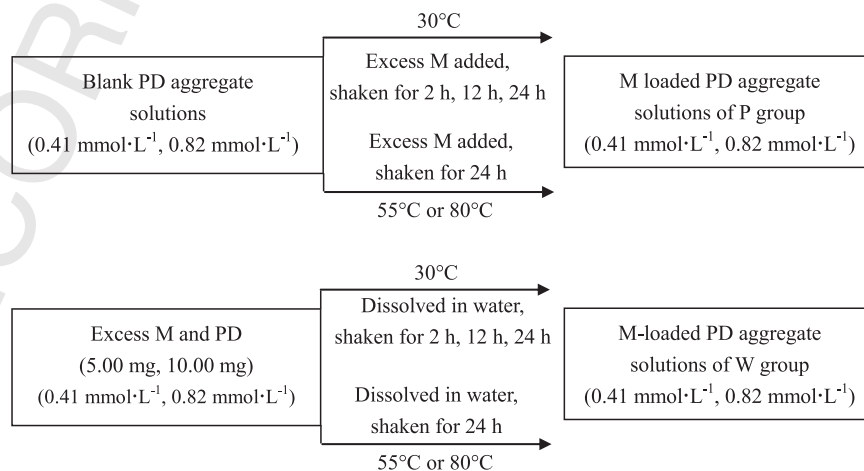 30°C
Excess M added,
shaken for 2 h, 12 h, 24 h
Excess M added,
shaken for 24 h
55°C or 80°C
Blank PD aggregate
solutions
(0.41 mmol·L⁻¹, 0.82 mmol·L⁻¹)
M loaded PD aggregate
solutions of P group
(0.41 mmol·L⁻¹, 0.82 mmol·L⁻¹)
30°C
Dissolved in water,
shaken for 2 h, 12 h, 24 h
Dissolved in water,
shaken for 24 h
55°C or 80°C
Excess M and PD
(5.00 mg, 10.00 mg)
(0.41 mmol·L⁻¹, 0.82 mmol·L⁻¹)
M-loaded PD aggregate
solutions of W group
(0.41 mmol·L⁻¹, 0.82 mmol·L⁻¹)